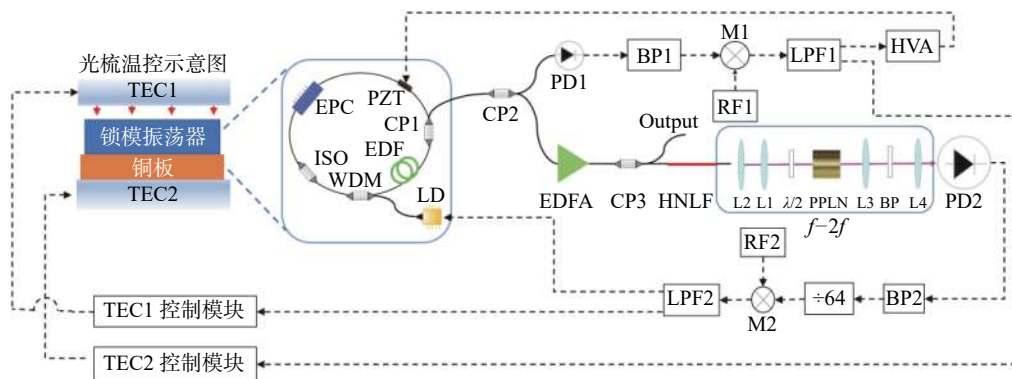 光梳温控示意图
TEC1
锁模振荡器
铜板
TEC2
EPC
PZT
CP1
EDF
ISO
WDM
LD
CP2
PD1
BP1
M1
RF1
LPF1
HVA
Output
EDFA
CP3
HNLF
L2 L1 λ/2 PPLN L3 BP L4
f−2f
PD2
RF2
LPF2
M2
÷64
BP2
TEC1 控制模块
TEC2 控制模块